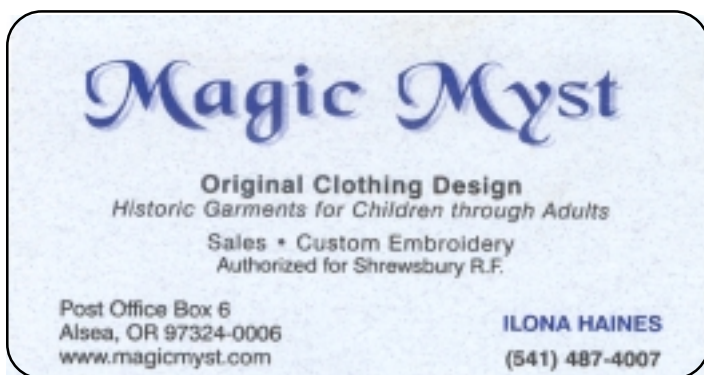 Magic Myst
Original Clothing Design
Historic Garments for Children through Adults
Sales • Custom Embroidery
Authorized for Shrewsbury R.F.
Post Office Box 6
Alsea, OR 97324-0006
www.magicmyst.com
ILONA HAINES
(541) 487-4007